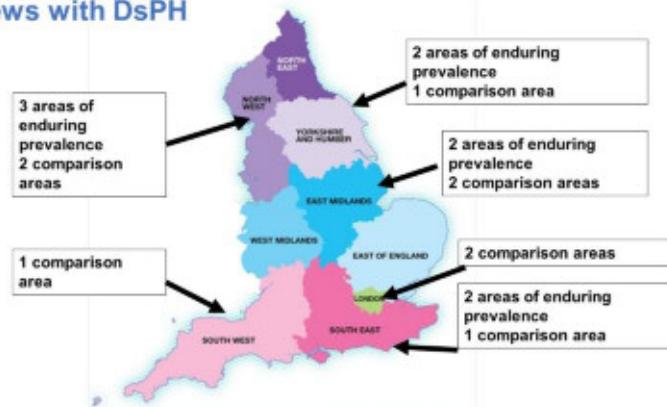 ews with DsPH
2 areas of enduring
prevalence
1 comparison area
3 areas of
enduring
prevalence
2 comparison
areas
2 areas of enduring
prevalence
2 comparison areas
1 comparison
area
2 comparison areas
2 areas of enduring
prevalence
1 comparison area
NORTH
EAST
NORTH
WEST
YORKSHIRE
AND HUMBER
EAST MIDLANDS
WEST MIDLANDS
EAST OF ENGLAND
LONDON
SOUTH EAST
SOUTH WEST